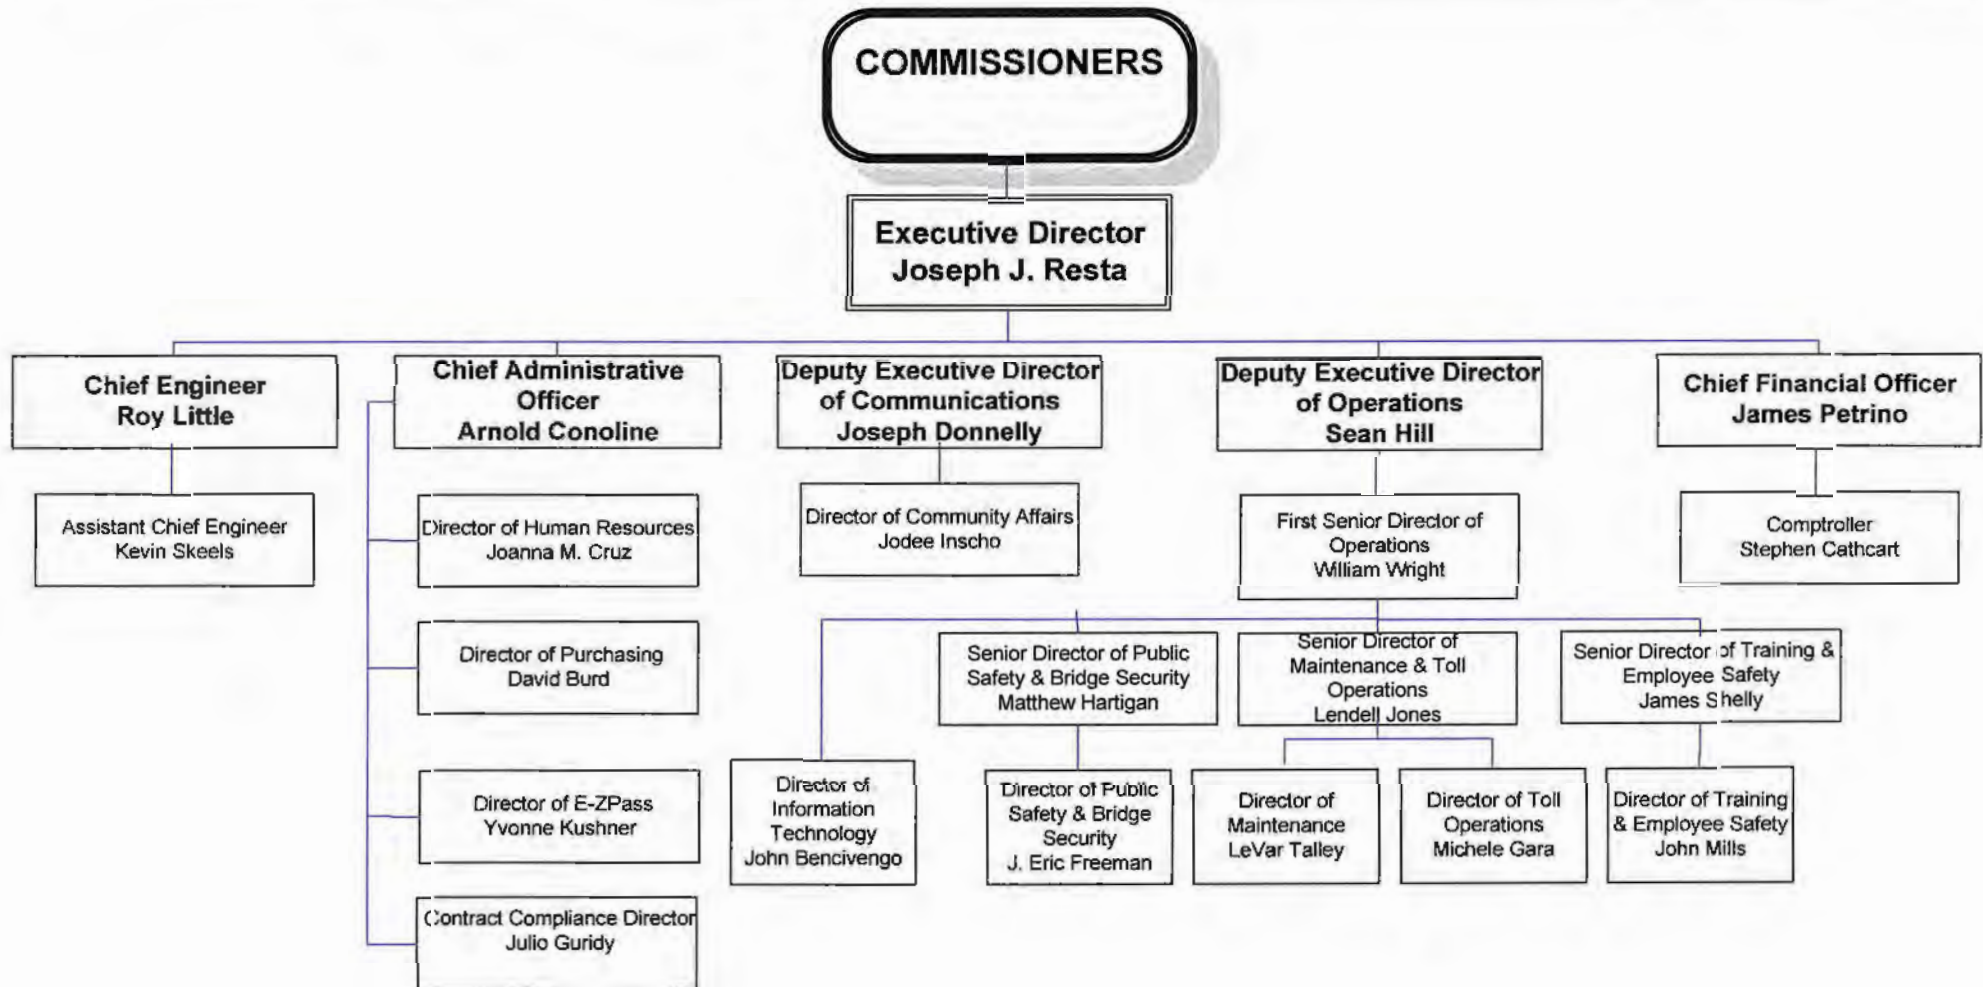 COMMISSIONERS
Executive Director
Joseph J. Resta
Chief Engineer
Roy Little
Chief Administrative
Officer
Arnold Conoline
Deputy Executive Director
of Communications
Joseph Donnelly
Deputy Executive Director
of Operations
Sean Hill
Chief Financial Officer
James Petrino
Assistant Chief Engineer
Kevin Skeels
Director of Human Resources
Joanna M. Cruz
Director of Community Affairs
Jodee Inscho
First Senior Director of
Operations
William Wright
Comptroller
Stephen Cathcart
Director of Purchasing
David Burd
Senior Director of Public
Safety & Bridge Security
Matthew Hartigan
Senior Director of
Maintenance & Toll
Operations
Lendell Jones
Senior Director of Training &
Employee Safety
James Shelly
Director of E-ZPass
Yvonne Kushner
Director of
Information
Technology
John Bencivengo
Director of Public
Safety & Bridge
Security
J. Eric Freeman
Director of
Maintenance
LeVar Talley
Director of Toll
Operations
Michele Gara
Director of Training
& Employee Safety
John Mills
Contract Compliance Director
Julio Guridy